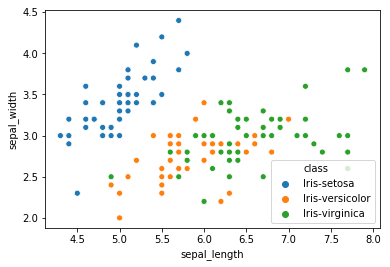 4.5
4.0
3.5
3.0
2.5
2.0
sepal_width
class
Iris-setosa
Iris-versicolor
Iris-virginica
4.5 5.0 5.5 6.0 6.5 7.0 7.5 8.0
sepal_length